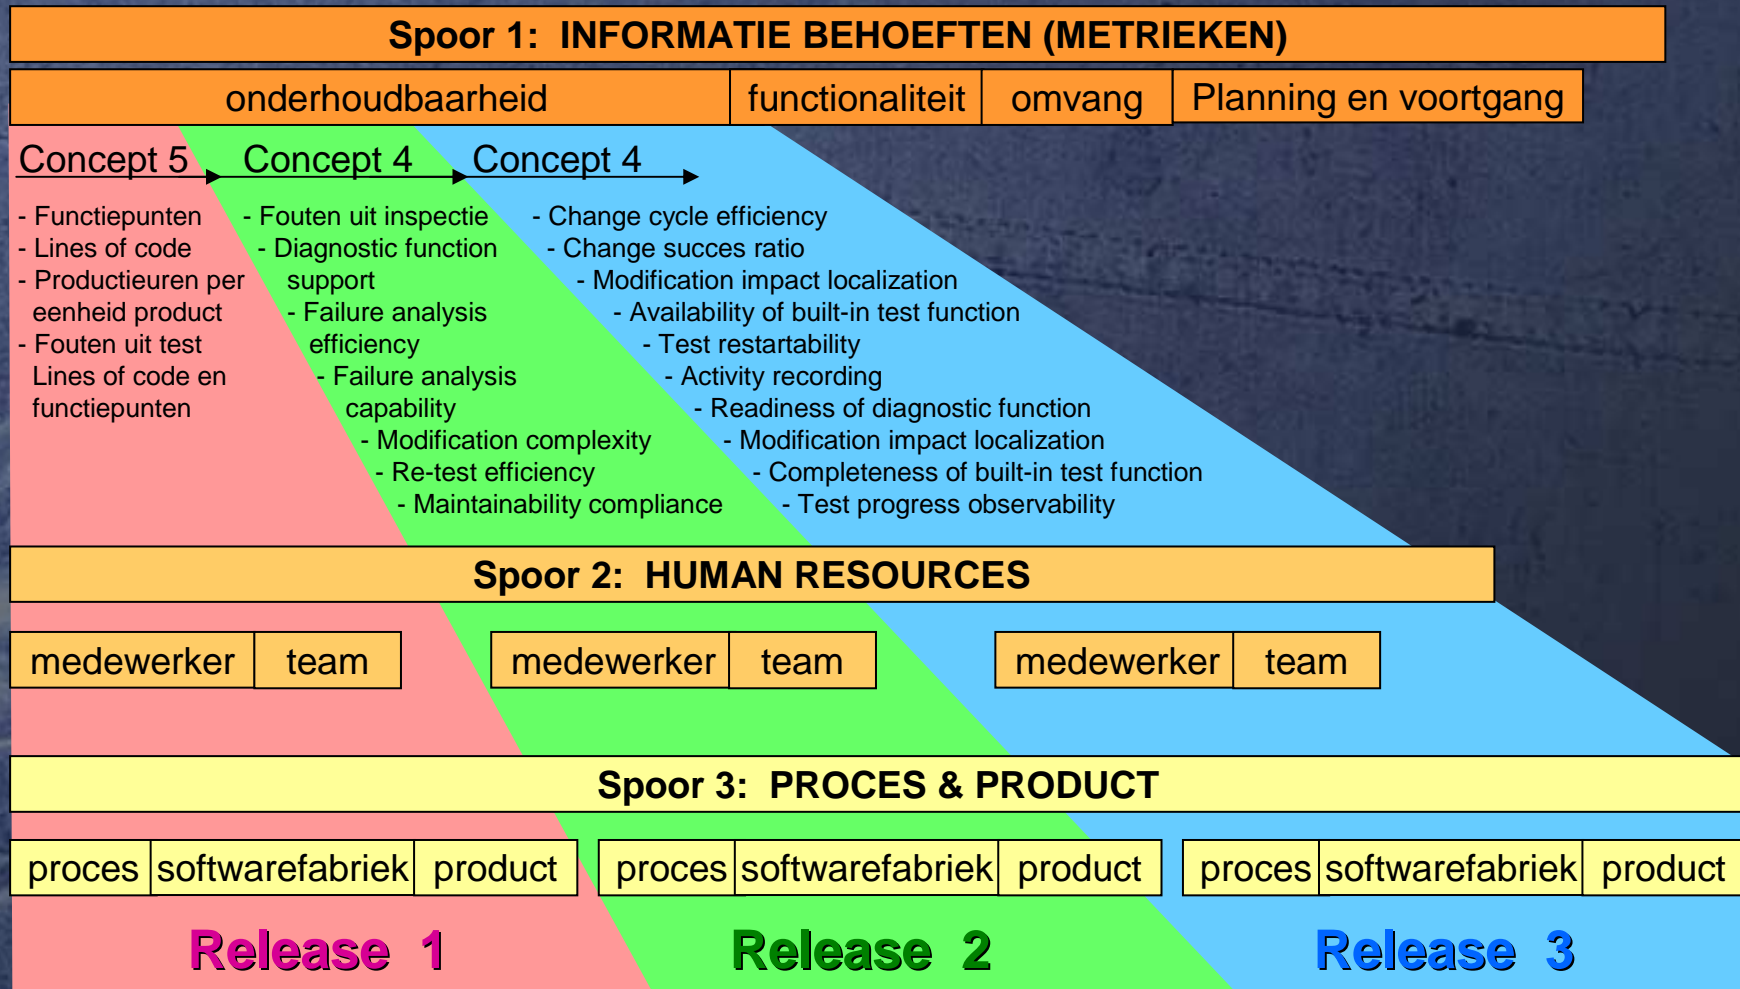 Spoor 1: INFORMATIE BEHOEFTEN (METRIEKEN)
onderhoudbaarheid functionaliteit omvang Planning en voortgang
Concept 5 Concept 4 Concept 4
- Functiepunten
- Lines of code
- Productieuren per
eenheid product
- Fouten uit test
Lines of code en
functiepunten
- Fouten uit inspectie
- Diagnostic function
support
- Failure analysis
efficiency
- Failure analysis
capability
- Modification complexity
- Re-test efficiency
- Maintainability compliance
- Change cycle efficiency
- Change succes ratio
- Modification impact localization
- Availability of built-in test function
- Test restartability
- Activity recording
- Readiness of diagnostic function
- Modification impact localization
- Completeness of built-in test function
- Test progress observability
Spoor 2: HUMAN RESOURCES
medewerker team medewerker team medewerker team
Spoor 3: PROCES & PRODUCT
proces softwarefabriek product proces softwarefabriek product proces softwarefabriek product
Release 1 Release 2 Release 3